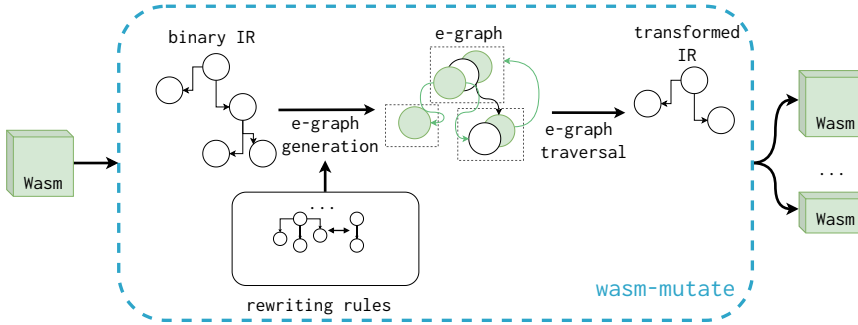 binary IR
e-graph
transformed
IR
Wasm
e-graph
generation
e-graph
traversal
Wasm
...
Wasm
...
rewriting rules
wasm-mutate